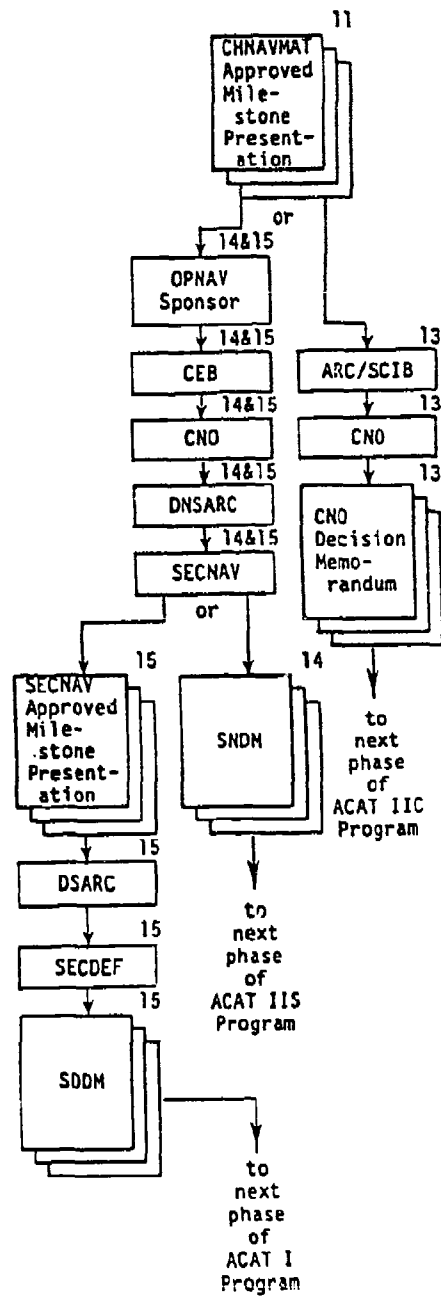 11
CHNAVMAT
Approved
Mile-
stone
Present-
ation
or
14&15
OPNAV
Sponsor
14&15
CEB
14&15
CNO
14&15
DNSARC
14&15
SECNAV
or
13
ARC/SCIB
13
CNO
13
CNO
Decision
Memo-
randum
to
next
phase
of
ACAT IIC
Program
15
SECNAV
Approved
Mile-
stone
Present-
ation
15
DSARC
15
SECDEF
15
SDDM
to
next
phase
of
ACAT I
Program
14
SNDM
to
next
phase
of
ACAT IIS
Program